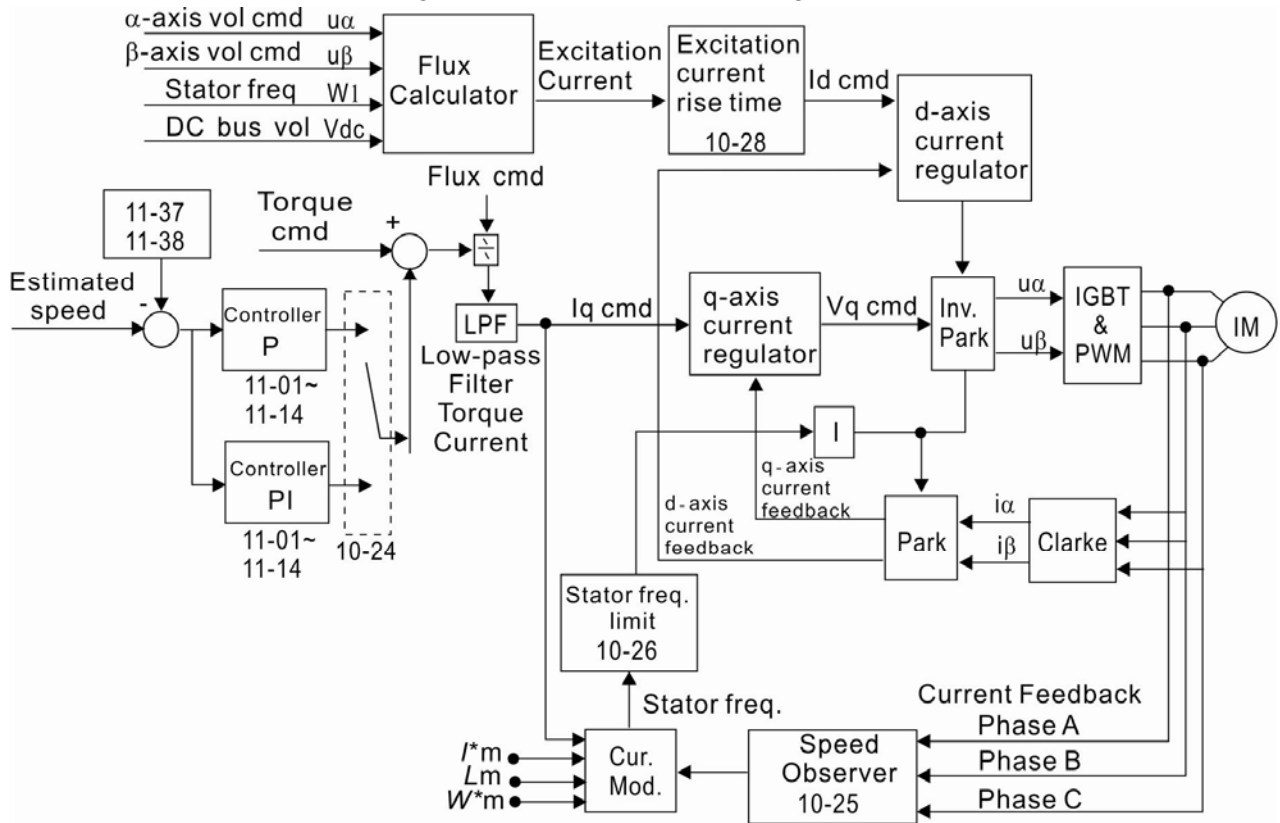 α-axis vol cmd uα
β-axis vol cmd uβ
Stator freq W1
DC bus vol Vdc
Flux
Calculator
Excitation
Current
Excitation
current
rise time
10-28
Id cmd
d-axis
current
regulator
Flux cmd
11-37
11-38
Torque
cmd
+
÷
Estimated
speed
-
Controller
P
11-01~
11-14
Controller
PI
11-01~
11-14
10-24
LPF
Low-pass
Filter
Torque
Current
Iq cmd
q-axis
current
regulator
Vq cmd
Inv.
Park
uα
uβ
IGBT
&
PWM
IM
I
q-axis
current
feedback
d-axis
current
feedback
Park
iα
iβ
Clarke
Stator freq.
limit
10-26
Stator freq.
I*m
Lm
W*m
Cur.
Mod.
Speed
Observer
10-25
Current Feedback
Phase A
Phase B
Phase C